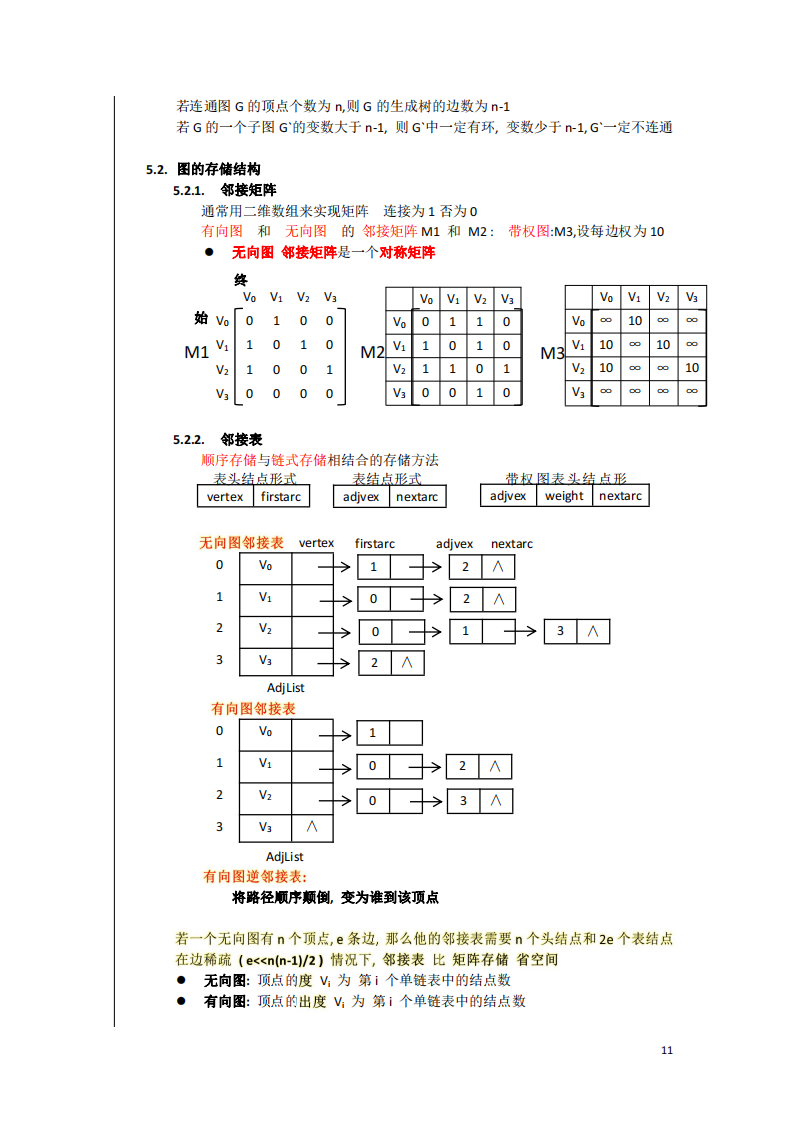 若连通图 G 的顶点个数为 n,则 G 的生成树的边数为 n-1
若 G 的一个子图 G`的变数大于 n-1, 则 G`中一定有环, 变数少于 n-1, G`一定不连通
5.2. 图的存储结构
5.2.1. 邻接矩阵
通常用二维数组来实现矩阵 连接为 1 否为 0
有向图 和 无向图 的 邻接矩阵 M1 和 M2 : 带权图:M3,设每边权为 10
● 无向图 邻接矩阵是一个对称矩阵
终
V₀ V₁ V₂ V₃
始 V₀ 0 1 0 0
V₁ 1 0 1 0
V₂ 1 0 0 1
V₃ 0 0 0 0
M1
V₀ V₁ V₂ V₃
V₀ 0 1 1 0
V₁ 1 0 1 0
V₂ 1 1 0 1
V₃ 0 0 1 0
M2
V₀ V₁ V₂ V₃
V₀ ∞ 10 ∞ ∞
V₁ 10 ∞ 10 ∞
V₂ 10 ∞ ∞ 10
V₃ ∞ ∞ ∞ ∞
M3
5.2.2. 邻接表
顺序存储与链式存储相结合的存储方法
表头结点形式 表结点形式 带权图表头结点形
vertex firstarc adjvex nextarc adjvex weight nextarc
无向图邻接表 vertex firstarc adjvex nextarc
0 V₀ 1 2 ∧
1 V₁ 0 2 ∧
2 V₂ 0 1 3 ∧
3 V₃ 2 ∧
AdjList
有向图邻接表
0 V₀ 1
1 V₁ 0 2 ∧
2 V₂ 0 3 ∧
3 V₃ ∧
AdjList
有向图逆邻接表:
将路径顺序颠倒, 变为谁到该顶点
若一个无向图有 n 个顶点, e 条边, 那么他的邻接表需要 n 个头结点和 2e 个表结点
在边稀疏 ( e<<n(n-1)/2 ) 情况下, 邻接表 比 矩阵存储 省空间
● 无向图: 顶点的度 Vᵢ 为 第 i 个单链表中的结点数
● 有向图: 顶点的出度 Vᵢ 为 第 i 个单链表中的结点数
11